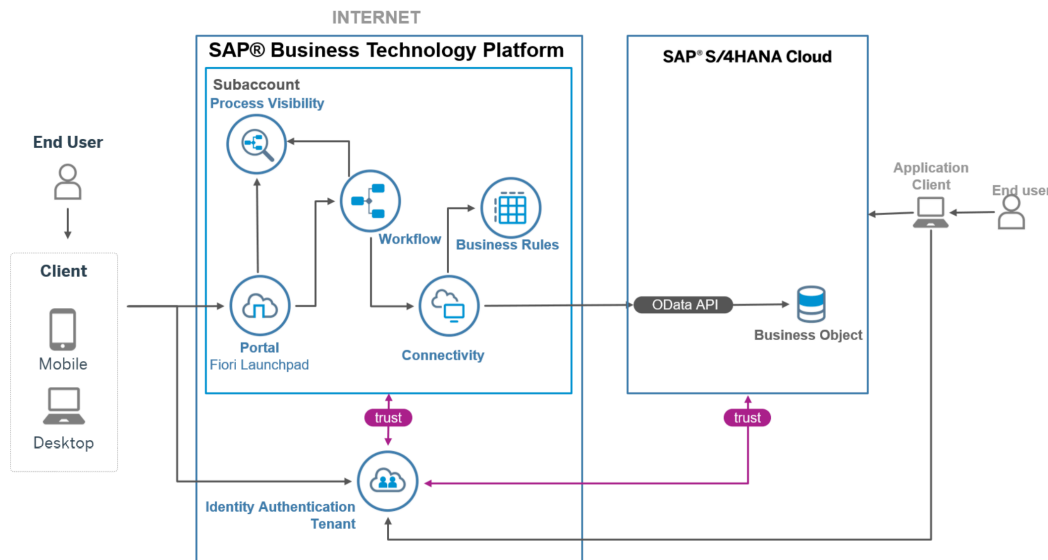 INTERNET
SAP® Business Technology Platform
SAP® S/4HANA Cloud
Subaccount
Process Visibility
End User
Application
Client
End user
Workflow
Business Rules
Client
OData API
Business Object
Portal
Fiori Launchpad
Connectivity
Mobile
trust
trust
Desktop
Identity Authentication
Tenant